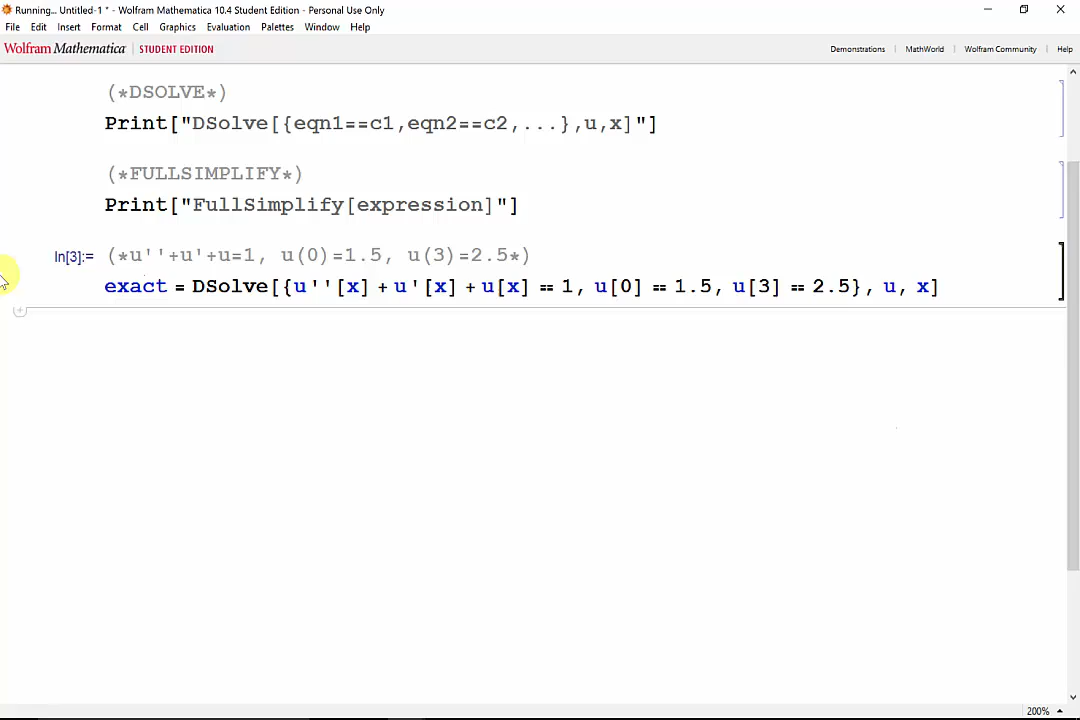 Running... Untitled-1 * - Wolfram Mathematica 10.4 Student Edition - Personal Use Only
File Edit Insert Format Cell Graphics Evaluation Palettes Window Help
Wolfram Mathematica | STUDENT EDITION Demonstrations | MathWorld | Wolfram Community | Help
(*DSOLVE*)
Print["DSolve[{eqn1==c1,eqn2==c2,...},u,x]"]
(*FULLSIMPLIFY*)
Print["FullSimplify[expression]"]
In[3]:= (*u''+u'+u=1, u(0)=1.5, u(3)=2.5*)
exact = DSolve[{u''[x] + u'[x] + u[x] == 1, u[0] == 1.5, u[3] == 2.5}, u, x]
200%